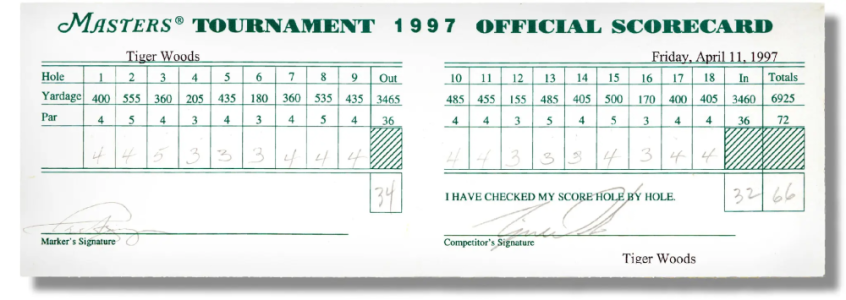 MASTERS® TOURNAMENT 1997 OFFICIAL SCORECARD
Tiger Woods Friday, April 11, 1997
Hole 1 2 3 4 5 6 7 8 9 Out 10 11 12 13 14 15 16 17 18 In Totals
Yardage 400 555 360 205 435 180 360 535 435 3465 485 455 155 485 405 500 170 400 405 3460 6925
Par 4 5 4 3 4 3 4 5 4 36 4 4 3 5 4 5 3 4 4 36 72
4 4 5 3 3 3 4 4 4 4 4 3 3 3 4 3 4 4
34 I HAVE CHECKED MY SCORE HOLE BY HOLE. 32 66
Marker's Signature Competitor's Signature
Tiger Woods